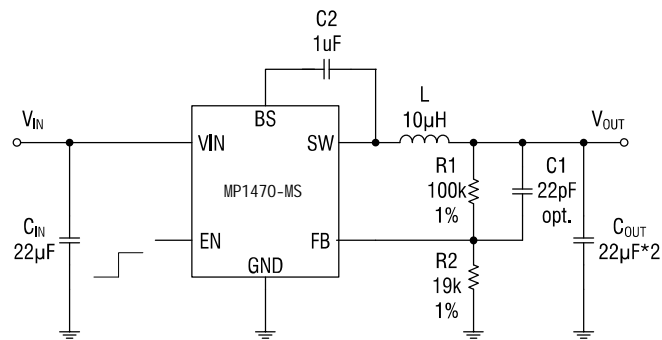 C2
1uF
L
10µH
V_IN
BS
V_OUT
VIN
SW
MP1470-MS
R1
100k
1%
C1
22pF
opt.
C_IN
22µF
EN
FB
C_OUT
22µF*2
GND
R2
19k
1%